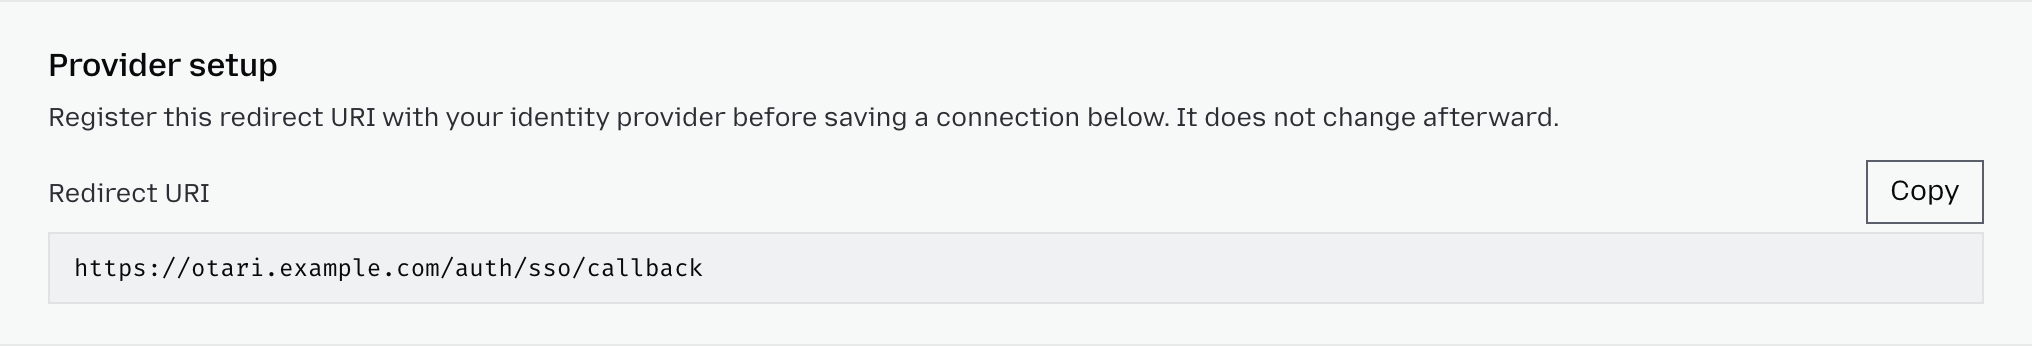 Provider setup
Register this redirect URI with your identity provider before saving a connection below. It does not change afterward.
Redirect URI
Copy
https://otari.example.com/auth/sso/callback